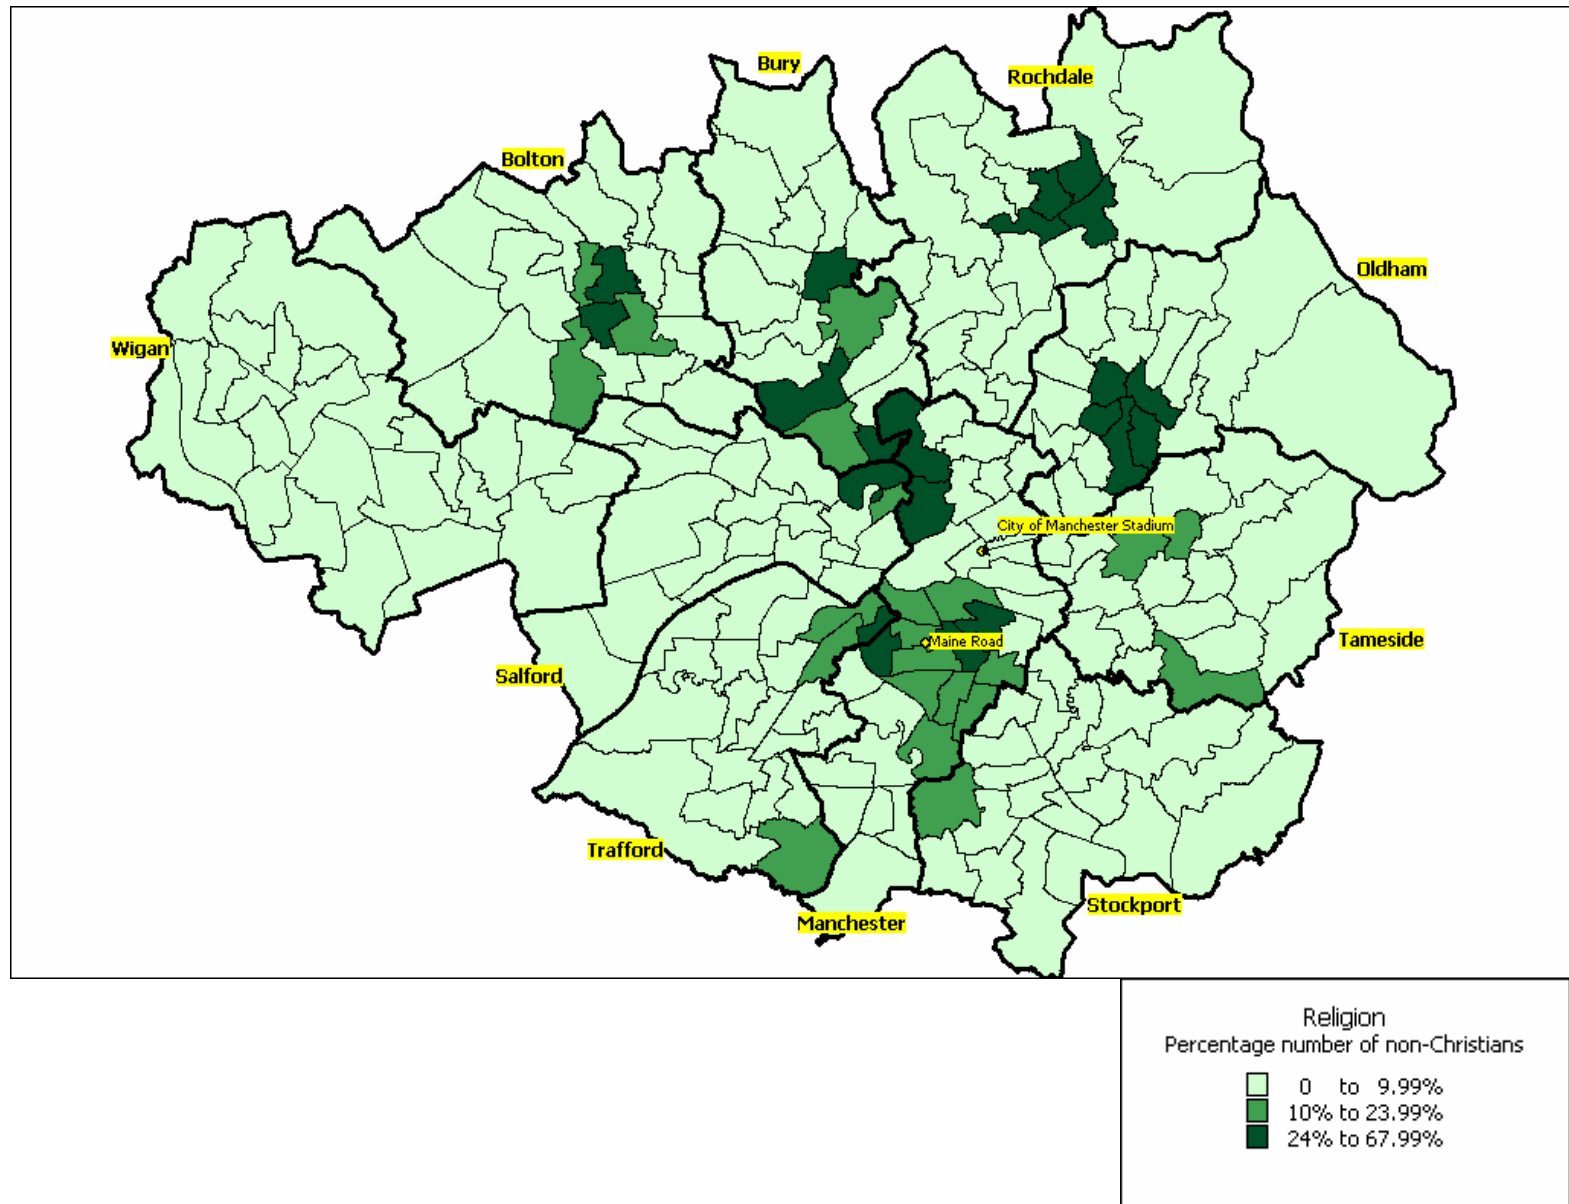 Bury
Rochdale
Bolton
Oldham
Wigan
City of Manchester Stadium
Maine Road
Tameside
Salford
Trafford
Stockport
Manchester
Religion
Percentage number of non-Christians
0 to 9.99%
10% to 23.99%
24% to 67.99%